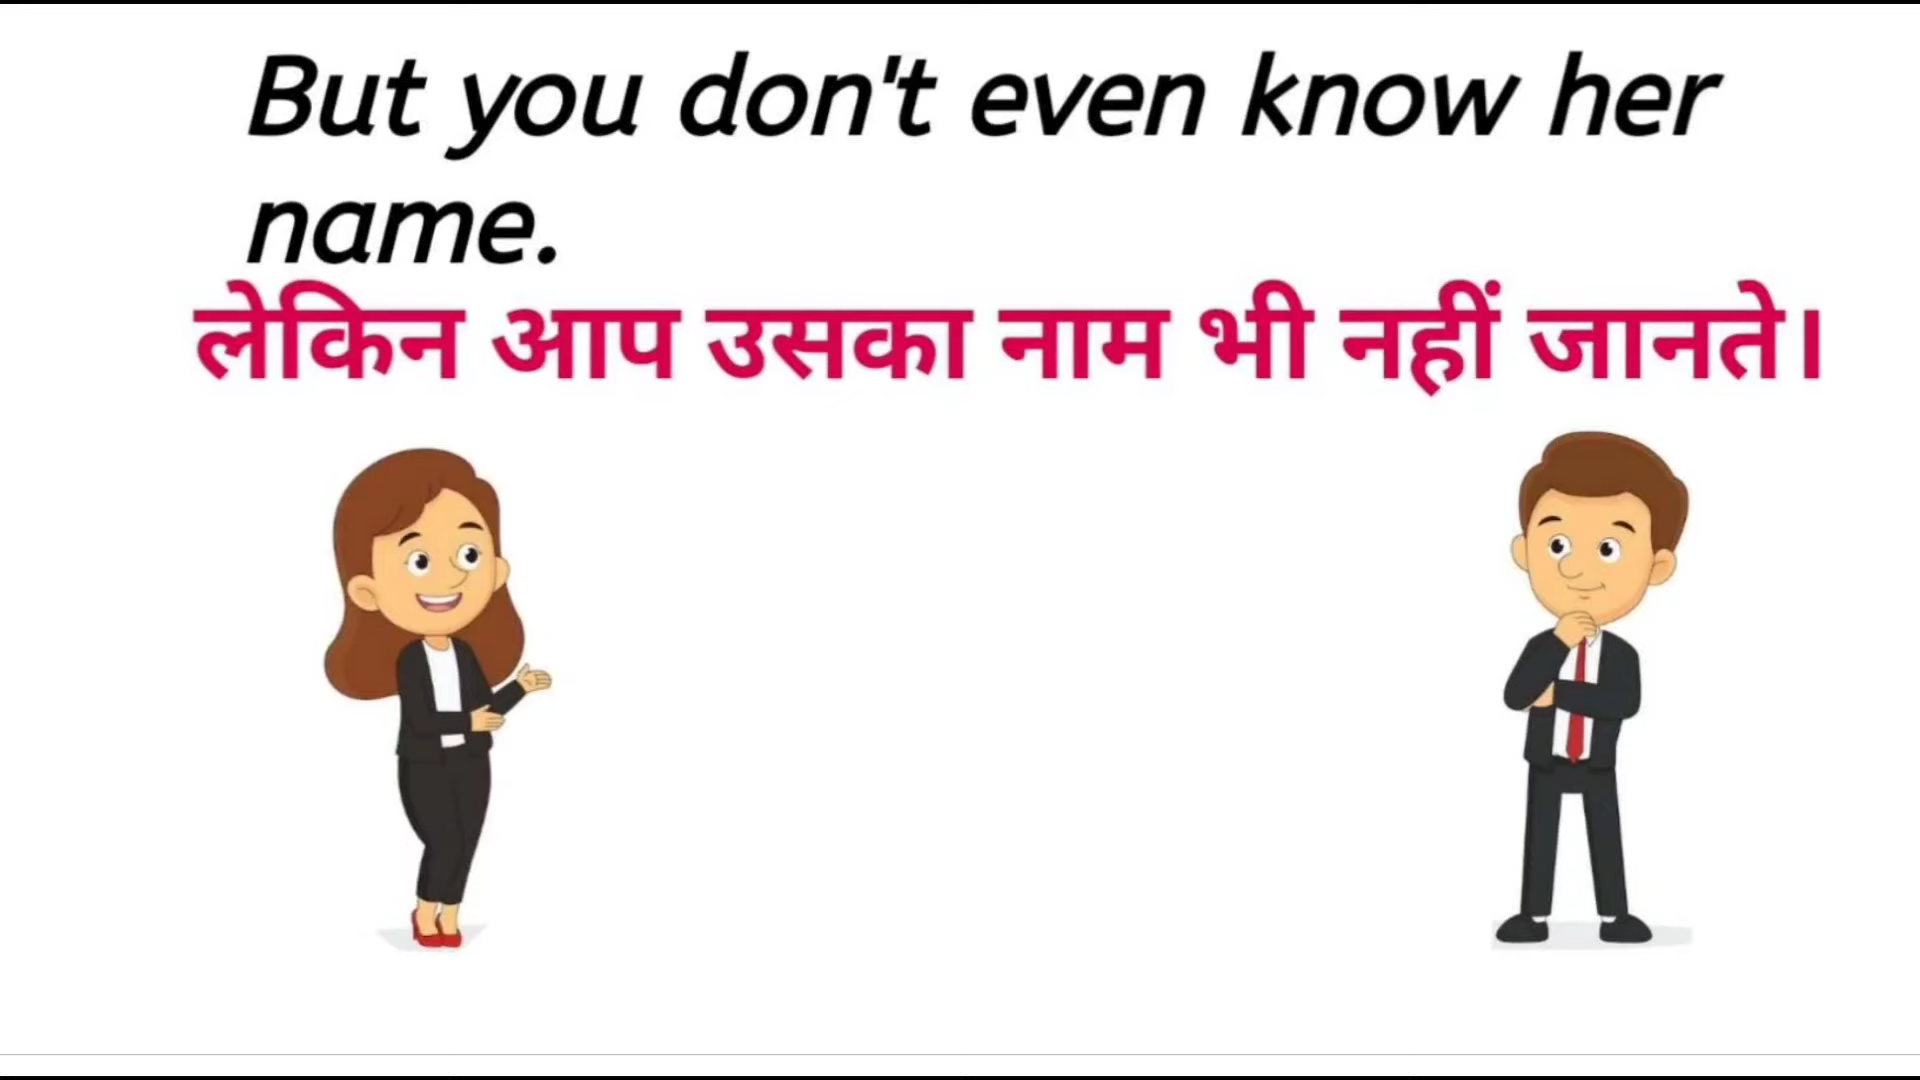 But you don't even know her
name.
लेकिन आप उसका नाम भी नहीं जानते।